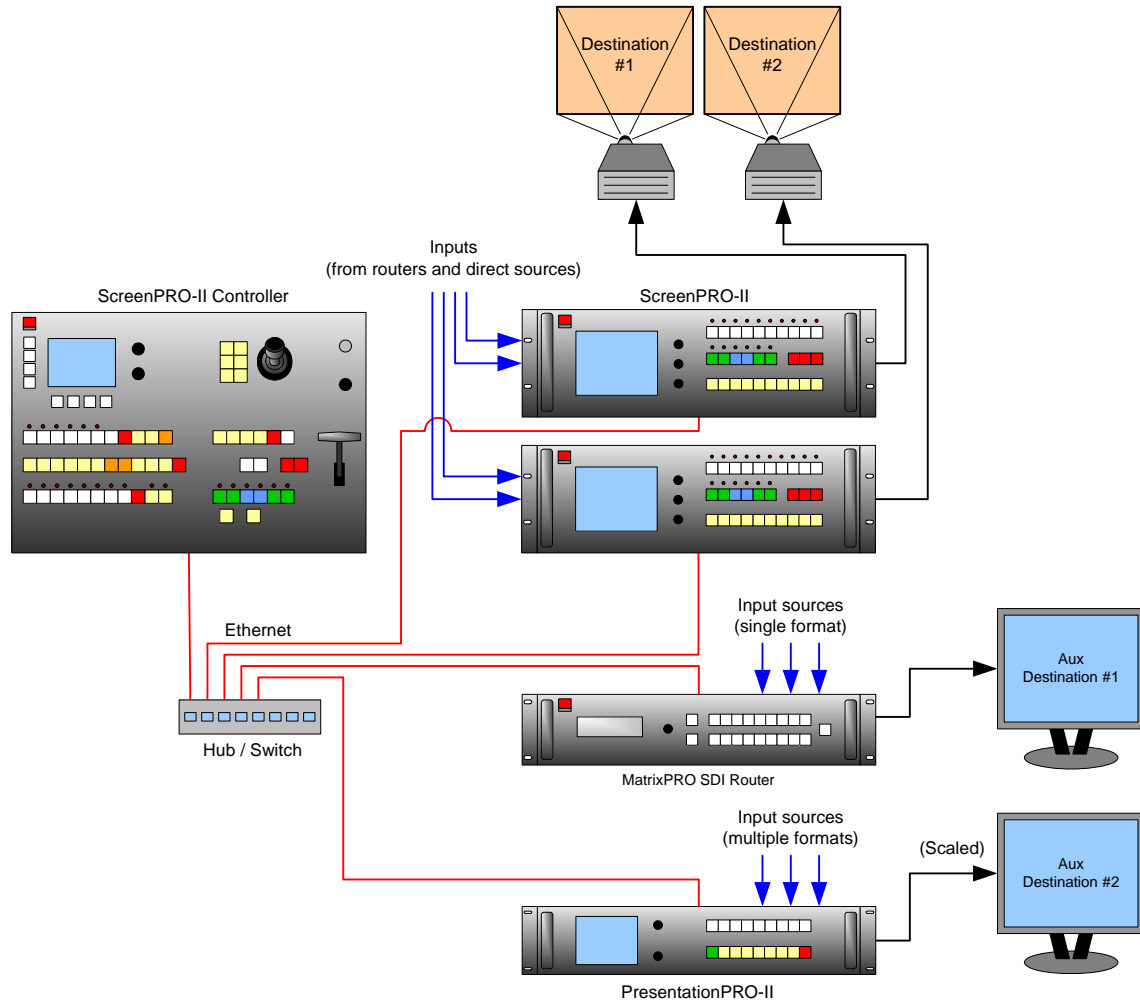 Destination
#1
Destination
#2
Inputs
(from routers and direct sources)
ScreenPRO-II Controller
ScreenPRO-II
Ethernet
Input sources
(single format)
Aux
Destination #1
Hub / Switch
MatrixPRO SDI Router
Input sources
(multiple formats)
(Scaled)
Aux
Destination #2
PresentationPRO-II